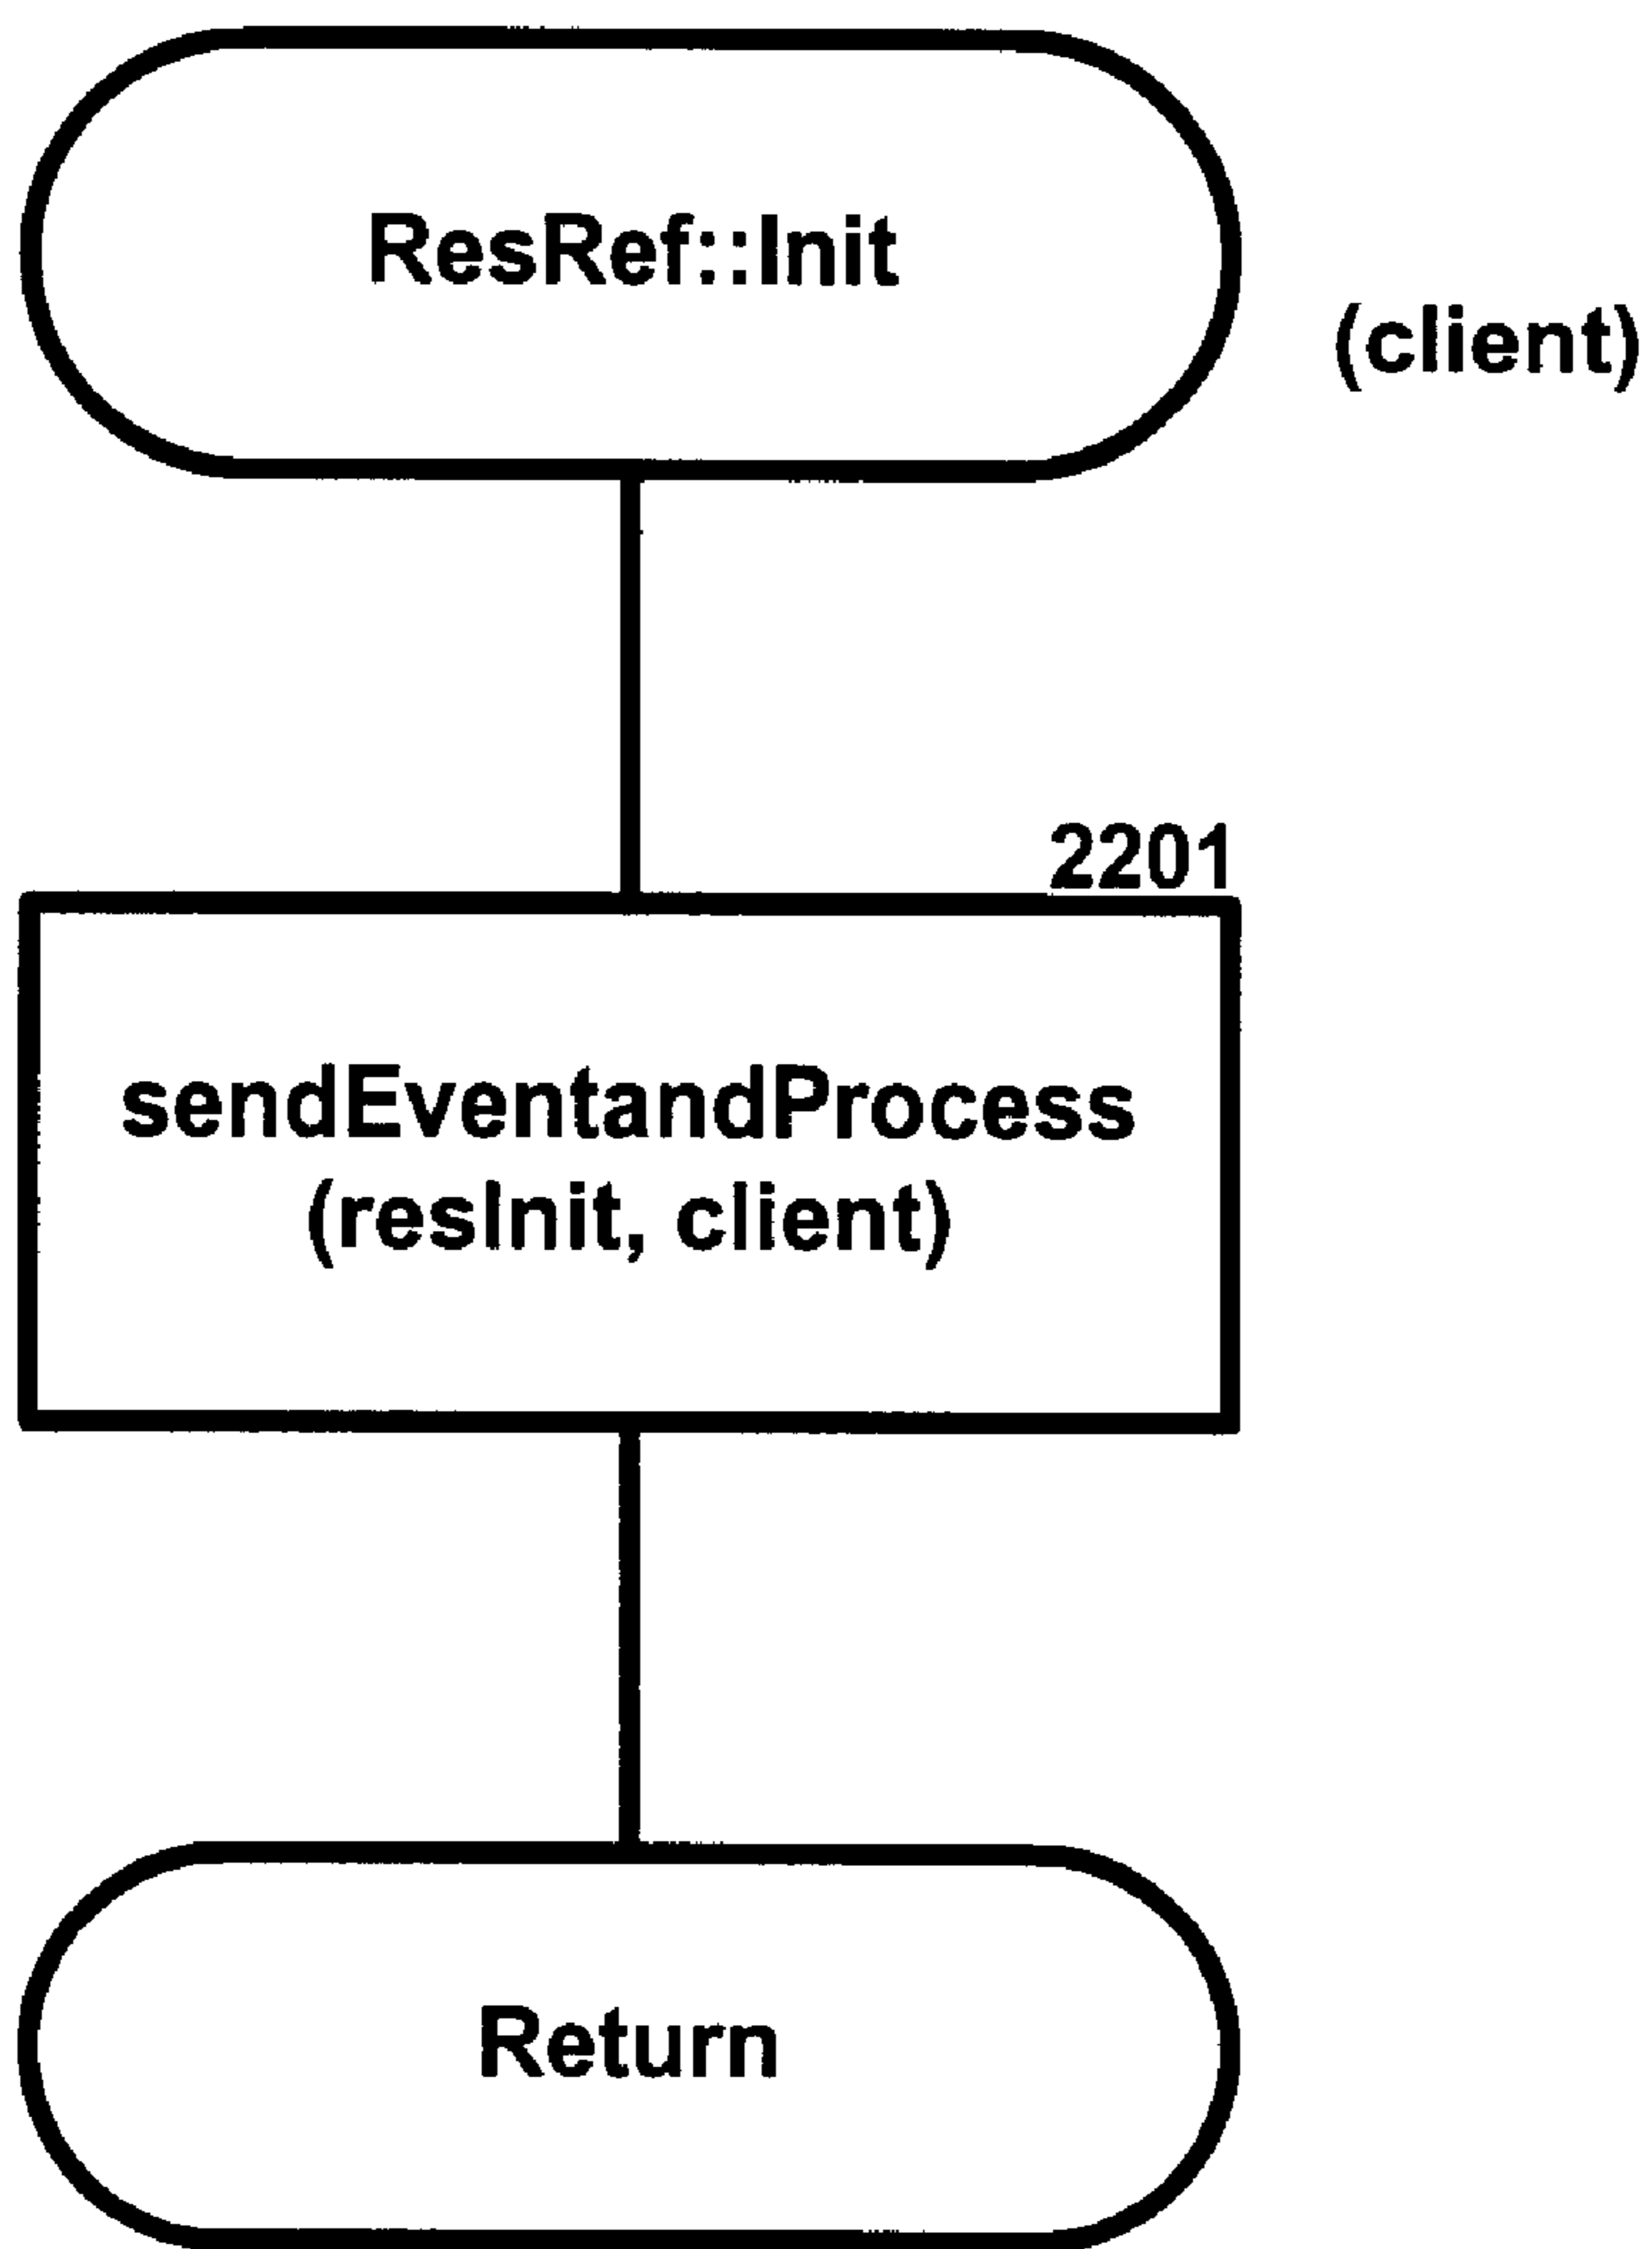 ResRef::Init
(client)
2201
sendEventandProcess
(resInit, client)
Return